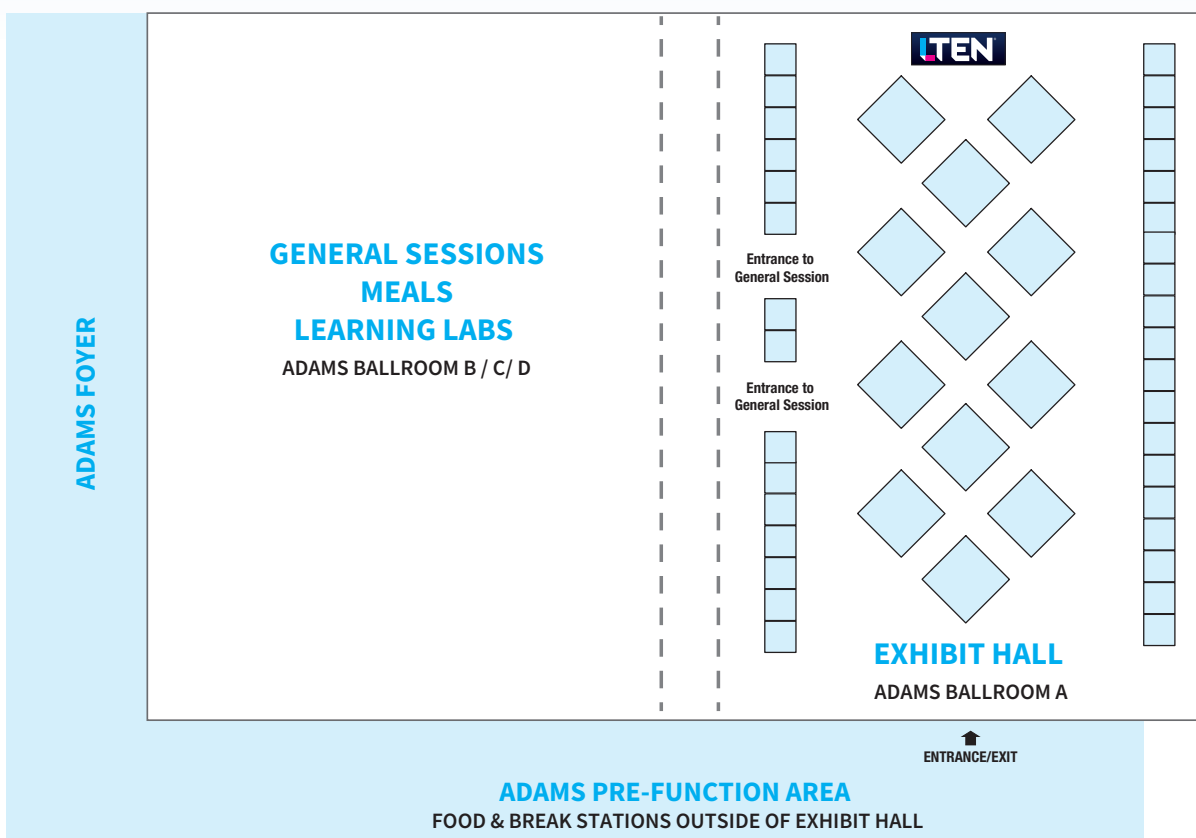 LTEN
GENERAL SESSIONS
MEALS
LEARNING LABS
ADAMS BALLROOM B / C/ D
ADAMS FOYER
Entrance to
General Session
Entrance to
General Session
EXHIBIT HALL
ADAMS BALLROOM A
ENTRANCE/EXIT
ADAMS PRE-FUNCTION AREA
FOOD & BREAK STATIONS OUTSIDE OF EXHIBIT HALL